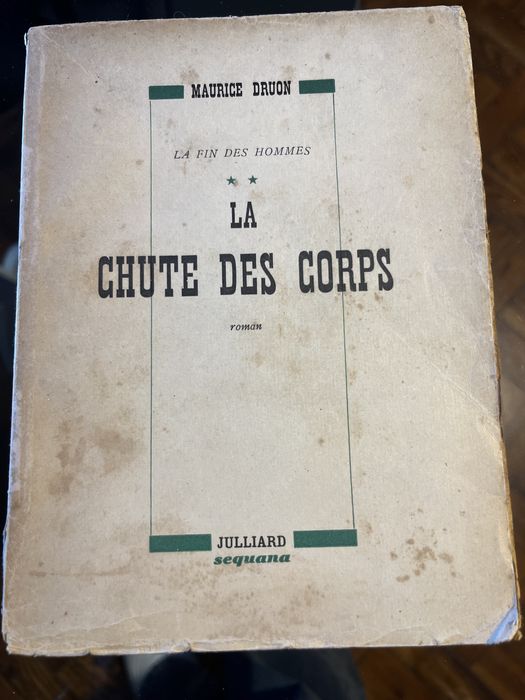 MAURICE DRUON
LA FIN DES HOMMES
★ ★
LA
CHUTE DES CORPS
roman
JULLIARD
sequana